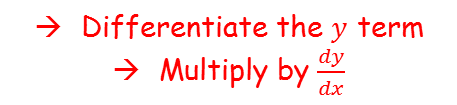 → Differentiate the y term
→ Multiply by dy/dx